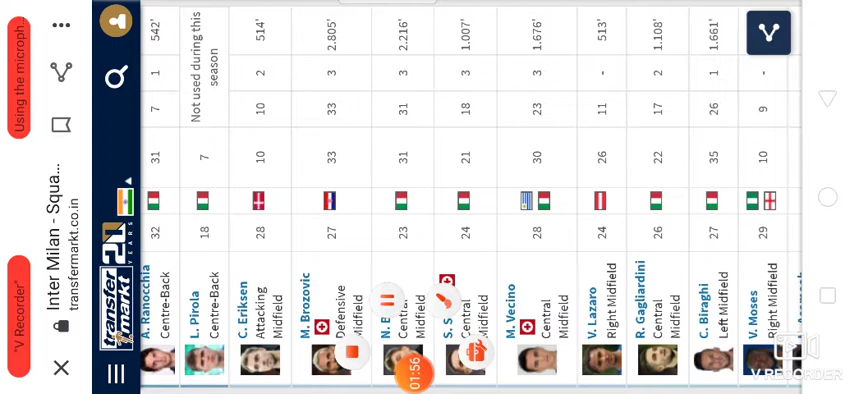 Using the microph
"V Recorder"
Inter Milan - Squa...
transfermarkt.co.in
transfer
markt
20
YEARS
A. Ranocchia
Centre-Back
32 31 7 1 542'
L. Pirola
Centre-Back
18 7 Not used during this
season
C. Eriksen
Attacking
Midfield
28 10 10 2 514'
M. Brozovic
Defensive
Midfield
27 33 33 3 2.805'
N.
Central
Midfield
23 31 31 3 2.216'
S.
Central
Midfield
24 21 18 3 1.007'
M. Vecino
Central
Midfield
28 30 23 3 1.676'
V. Lazaro
Right Midfield
24 26 11 - 513'
R. Gagliardini
Central
Midfield
26 22 17 2 1.108'
C. Biraghi
Left Midfield
27 35 26 1 1.661'
V. Moses
Right Midfield
29 10 9 -
01:56
V RECORDER